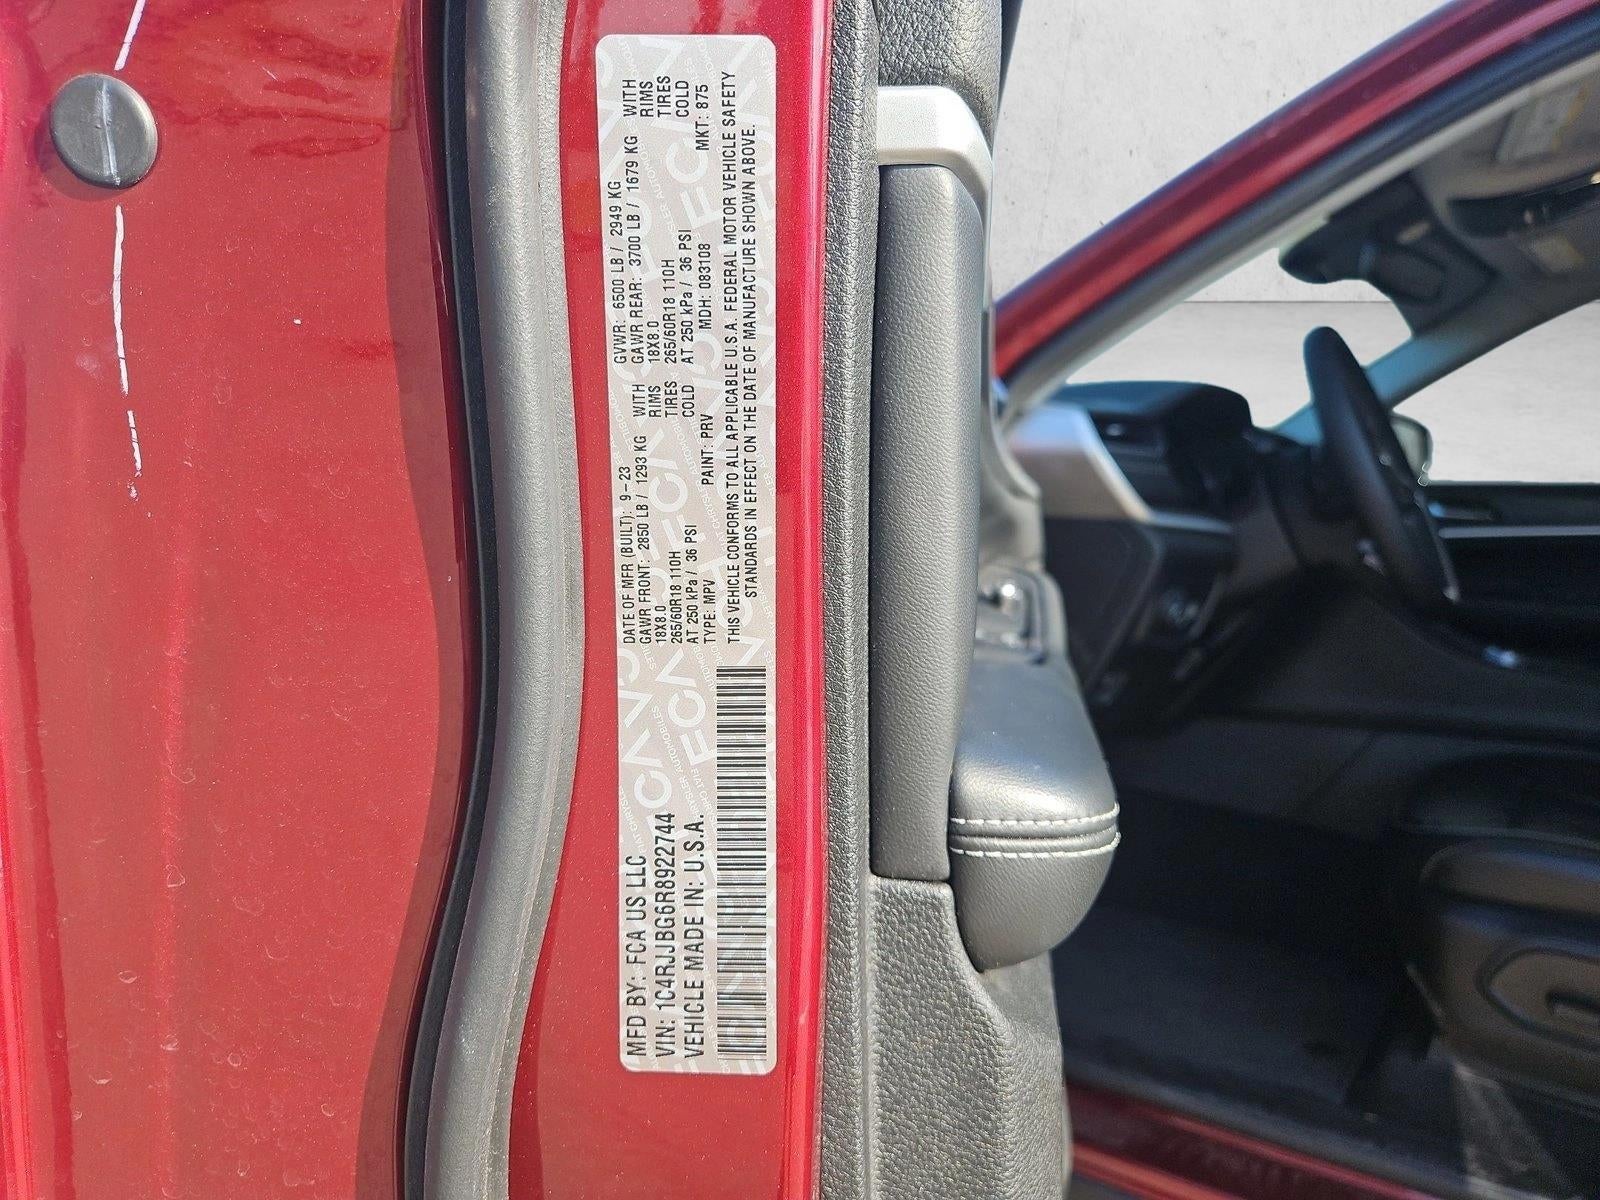 MFD BY: FCA US LLC
VIN: 1C4RJJBG6R8922744
VEHICLE MADE IN: U.S.A.
DATE OF MFR (BUILT): 9-23 GVWR: 6500 LB / 2949 KG
GAWR FRONT: 2850 LB / 1293 KG WITH GAWR REAR: 3700 LB / 1679 KG WITH
18X8.0 RIMS 18X8.0 RIMS
265/60R18 110H TIRES 265/60R18 110H TIRES
AT 250 kPa / 36 PSI COLD AT 250 kPa / 36 PSI COLD
TYPE: MPV PAINT: PRV MDH: 083108 MKT: 875
THIS VEHICLE CONFORMS TO ALL APPLICABLE U.S.A. FEDERAL MOTOR VEHICLE SAFETY
STANDARDS IN EFFECT ON THE DATE OF MANUFACTURE SHOWN ABOVE.